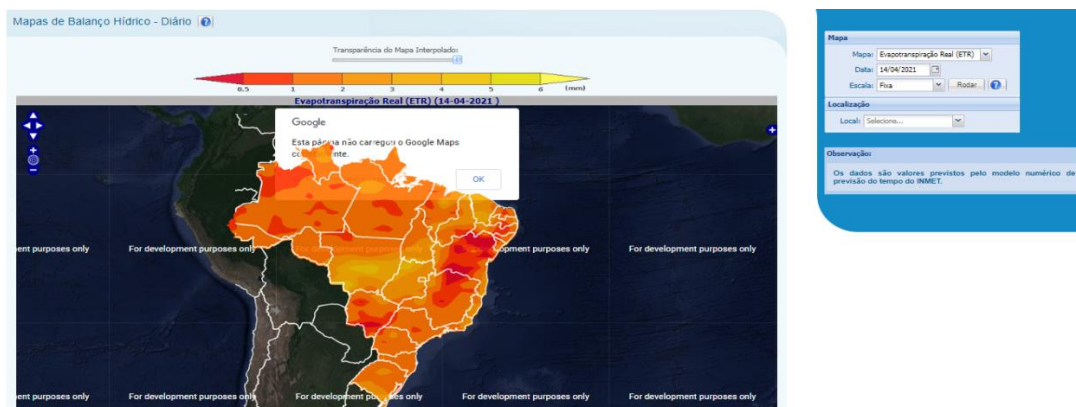 Mapas de Balanço Hídrico - Diário
Transparência do Mapa Interpolado:
0.5 1 2 3 4 5 6 (mm)
Evapotranspiração Real (ETR) (14-04-2021 )
Google
Esta página não carregou o Google Maps
OK
ent purposes only For development purposes only For development purposes only For development purposes only
ent purposes only For development purposes only For development purposes only For development purposes only For development purposes only
Mapa
Mapa: Evapotranspiração Real (ETR)
Data: 14/04/2021
Escala: Fixa Rodar
Localização
Local: Selecione...
Observação:
Os dados são valores previstos pelo modelo numérico de
previsão do tempo do INMET.